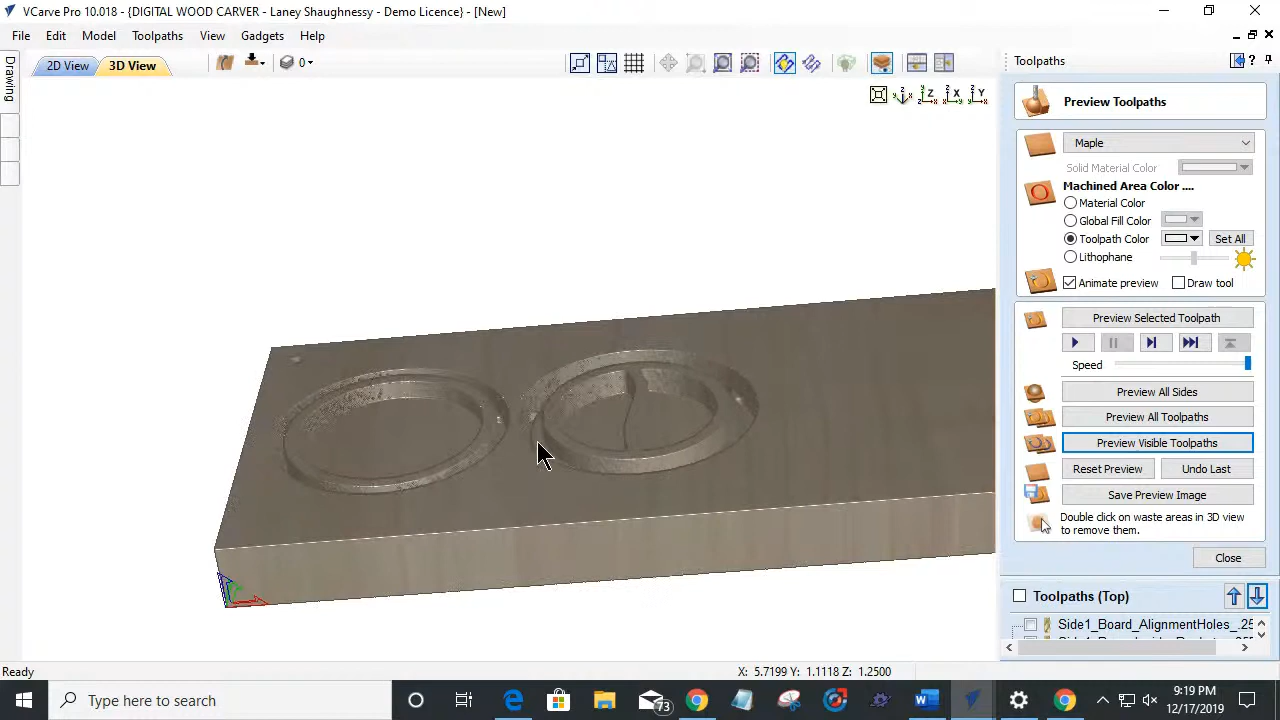 VCarve Pro 10.018 - {DIGITAL WOOD CARVER - Laney Shaughnessy - Demo Licence} - [New]
File Edit Model Toolpaths View Gadgets Help
Drawing
2D View 3D View 0
Z X Y
Toolpaths
Preview Toolpaths
Maple
Solid Material Color
Machined Area Color ....
Material Color
Global Fill Color
Toolpath Color Set All
Lithophane
Animate preview Draw tool
Preview Selected Toolpath
Speed
Preview All Sides
Preview All Toolpaths
Preview Visible Toolpaths
Reset Preview Undo Last
Save Preview Image
Double click on waste areas in 3D view
to remove them.
Close
Toolpaths (Top)
Side1_Board_AlignmentHoles_.25
Ready X: 5.7199 Y: 1.1118 Z: 1.2500
Type here to search 73 9:19 PM
12/17/2019